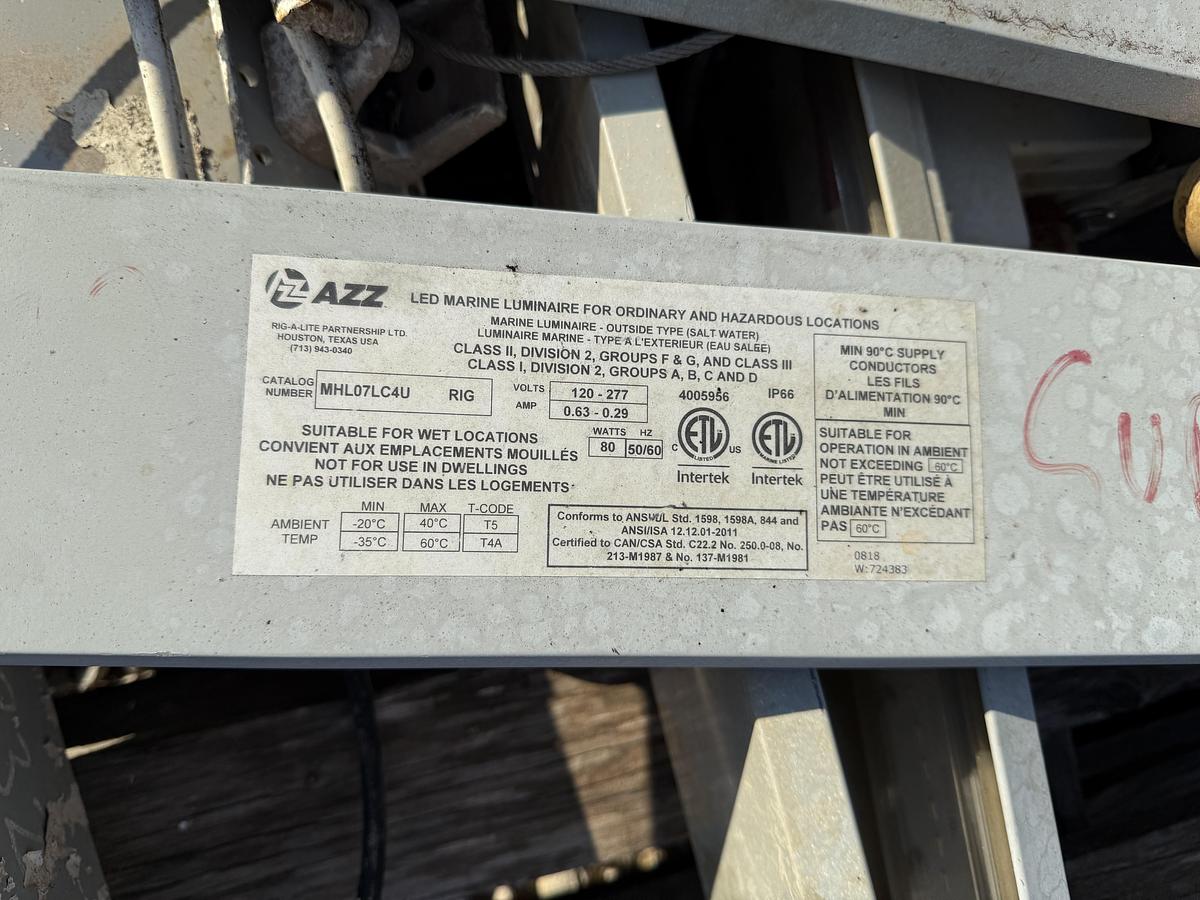 AZZ
LED MARINE LUMINAIRE FOR ORDINARY AND HAZARDOUS LOCATIONS
RIG-A-LITE PARTNERSHIP LTD.
HOUSTON, TEXAS USA
(713) 943-0340
MARINE LUMINAIRE - OUTSIDE TYPE (SALT WATER)
LUMINAIRE MARINE - TYPE A L'EXTERIEUR (EAU SALEE)
CLASS II, DIVISION 2, GROUPS F & G, AND CLASS III
CLASS I, DIVISION 2, GROUPS A, B, C AND D
CATALOG
NUMBER
MHL07LC4U RIG
VOLTS 120 - 277
AMP 0.63 - 0.29
WATTS HZ
80 50/60
4005956 IP66
ETL LISTED
C US
Intertek
ETL
MARINE LISTED
Intertek
MIN 90°C SUPPLY
CONDUCTORS
LES FILS
D'ALIMENTATION 90°C
MIN
SUITABLE FOR WET LOCATIONS
CONVIENT AUX EMPLACEMENTS MOUILLÉS
NOT FOR USE IN DWELLINGS
NE PAS UTILISER DANS LES LOGEMENTS
SUITABLE FOR
OPERATION IN AMBIENT
NOT EXCEEDING 60°C
PEUT ÊTRE UTILISÉ À
UNE TEMPÉRATURE
AMBIANTE N'EXCÉDANT
PAS 60°C
MIN MAX T-CODE
AMBIENT -20°C 40°C T5
TEMP -35°C 60°C T4A
Conforms to ANSI/UL Std. 1598, 1598A, 844 and
ANSI/ISA 12.12.01-2011
Certified to CAN/CSA Std. C22.2 No. 250.0-08, No.
213-M1987 & No. 137-M1981
0818
W:724383